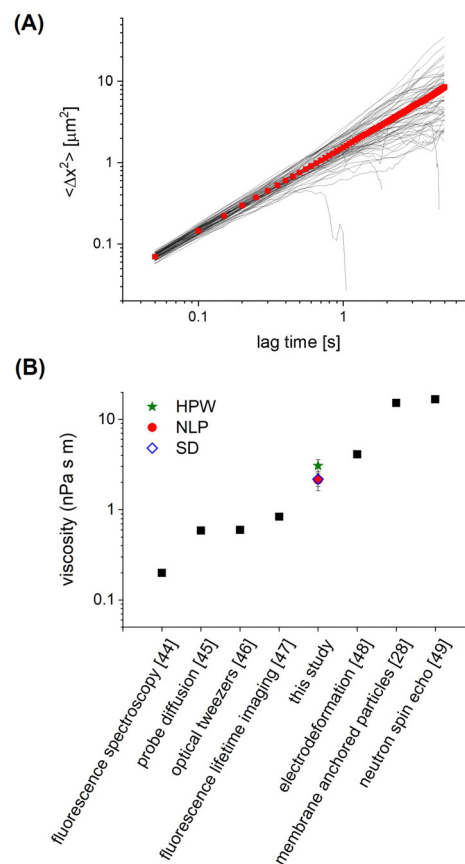 (A)
<Δx²> [μm²]
10
1
0.1
0.1
1
lag time [s]
(B)
viscosity (nPa s m)
10
1
0.1
HPW
NLP
SD
fluorescence spectroscopy [44]
probe diffusion [45]
optical tweezers [46]
fluorescence lifetime imaging [47]
this study
electrodeformation [48]
membrane anchored particles [28]
neutron spin echo [49]